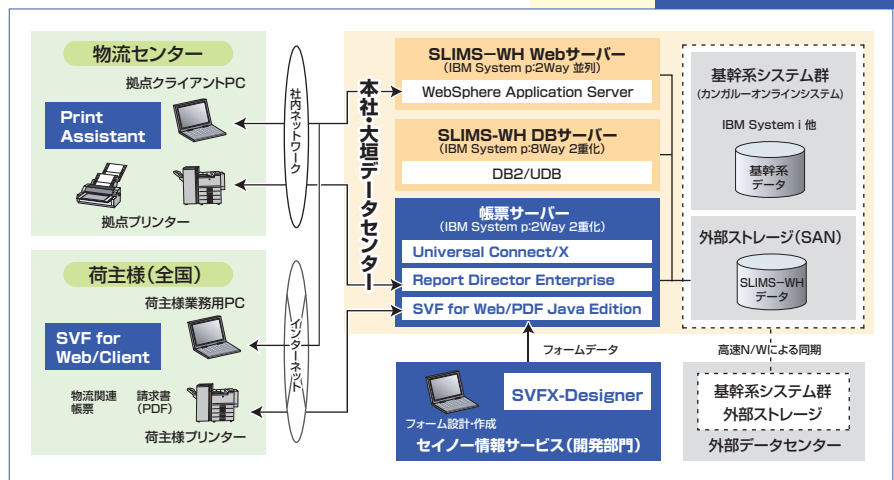 物流センター
拠点クライアントPC
Print
Assistant
拠点プリンター
社内ネットワーク
荷主様(全国)
荷主様業務用PC
SVF for
Web/Client
物流関連
帳票
請求書
(PDF)
荷主様プリンター
インターネット
本社・大垣データセンター
SLIMS-WH Webサーバー
(IBM System p:2Way 並列)
WebSphere Application Server
SLIMS-WH DBサーバー
(IBM System p:8Way 2重化)
DB2/UDB
帳票サーバー
(IBM System p:2Way 2重化)
Universal Connect/X
Report Director Enterprise
SVF for Web/PDF Java Edition
フォームデータ
SVFX-Designer
フォーム設計・作成
セイノー情報サービス(開発部門)
基幹系システム群
(カンガルーオンラインシステム)
IBM System i 他
基幹系
データ
外部ストレージ(SAN)
SLIMS-WH
データ
高速N/Wによる同期
基幹系システム群
外部ストレージ
外部データセンター